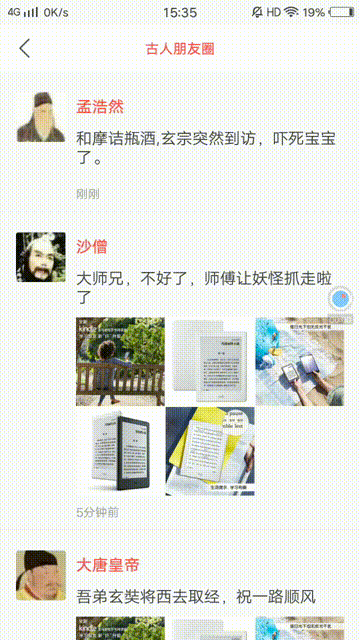 4G 0K/s 15:35 HD 19%
古人朋友圈
孟浩然
和摩诘瓶酒,玄宗突然到访，吓死宝宝
了。
刚刚
沙僧
大师兄，不好了，师傅让妖怪抓走啦
了
kindle
5分钟前
大唐皇帝
吾弟玄奘将西去取经，祝一路顺风
kindle